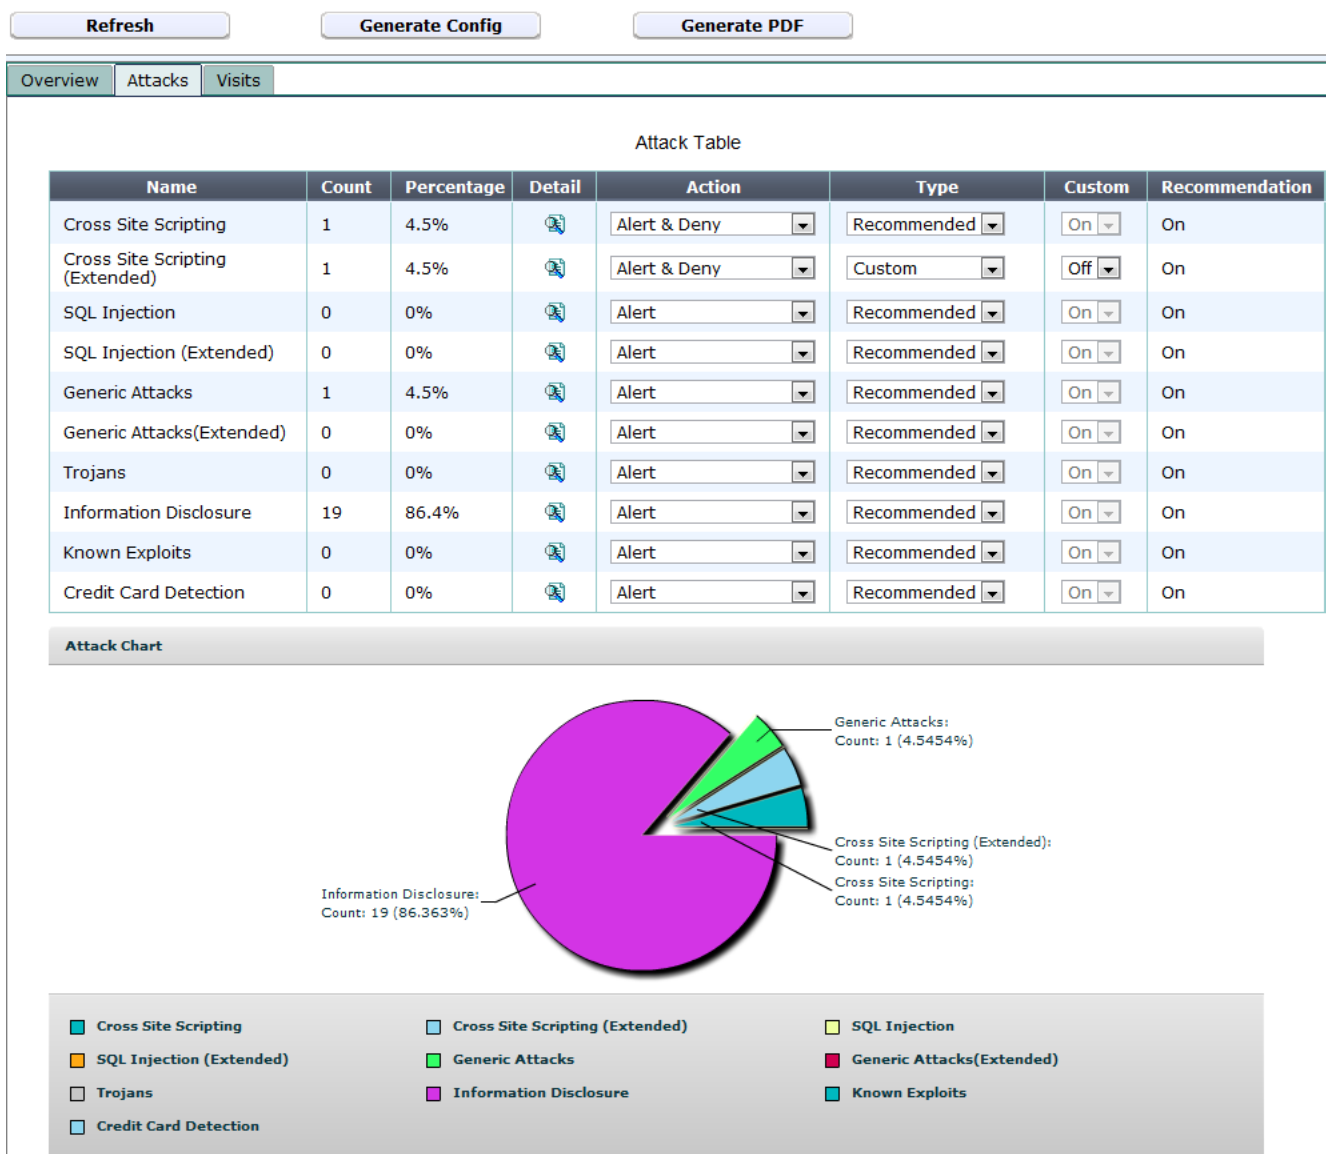 Refresh Generate Config Generate PDF
Overview Attacks Visits
Attack Table
Name Count Percentage Detail Action Type Custom Recommendation
Cross Site Scripting 1 4.5% Alert & Deny Recommended On On
Cross Site Scripting
(Extended) 1 4.5% Alert & Deny Custom Off On
SQL Injection 0 0% Alert Recommended On On
SQL Injection (Extended) 0 0% Alert Recommended On On
Generic Attacks 1 4.5% Alert Recommended On On
Generic Attacks(Extended) 0 0% Alert Recommended On On
Trojans 0 0% Alert Recommended On On
Information Disclosure 19 86.4% Alert Recommended On On
Known Exploits 0 0% Alert Recommended On On
Credit Card Detection 0 0% Alert Recommended On On
Attack Chart
Generic Attacks:
Count: 1 (4.5454%)
Cross Site Scripting (Extended):
Count: 1 (4.5454%)
Cross Site Scripting:
Count: 1 (4.5454%)
Information Disclosure:
Count: 19 (86.363%)
Cross Site Scripting Cross Site Scripting (Extended) SQL Injection
SQL Injection (Extended) Generic Attacks Generic Attacks(Extended)
Trojans Information Disclosure Known Exploits
Credit Card Detection